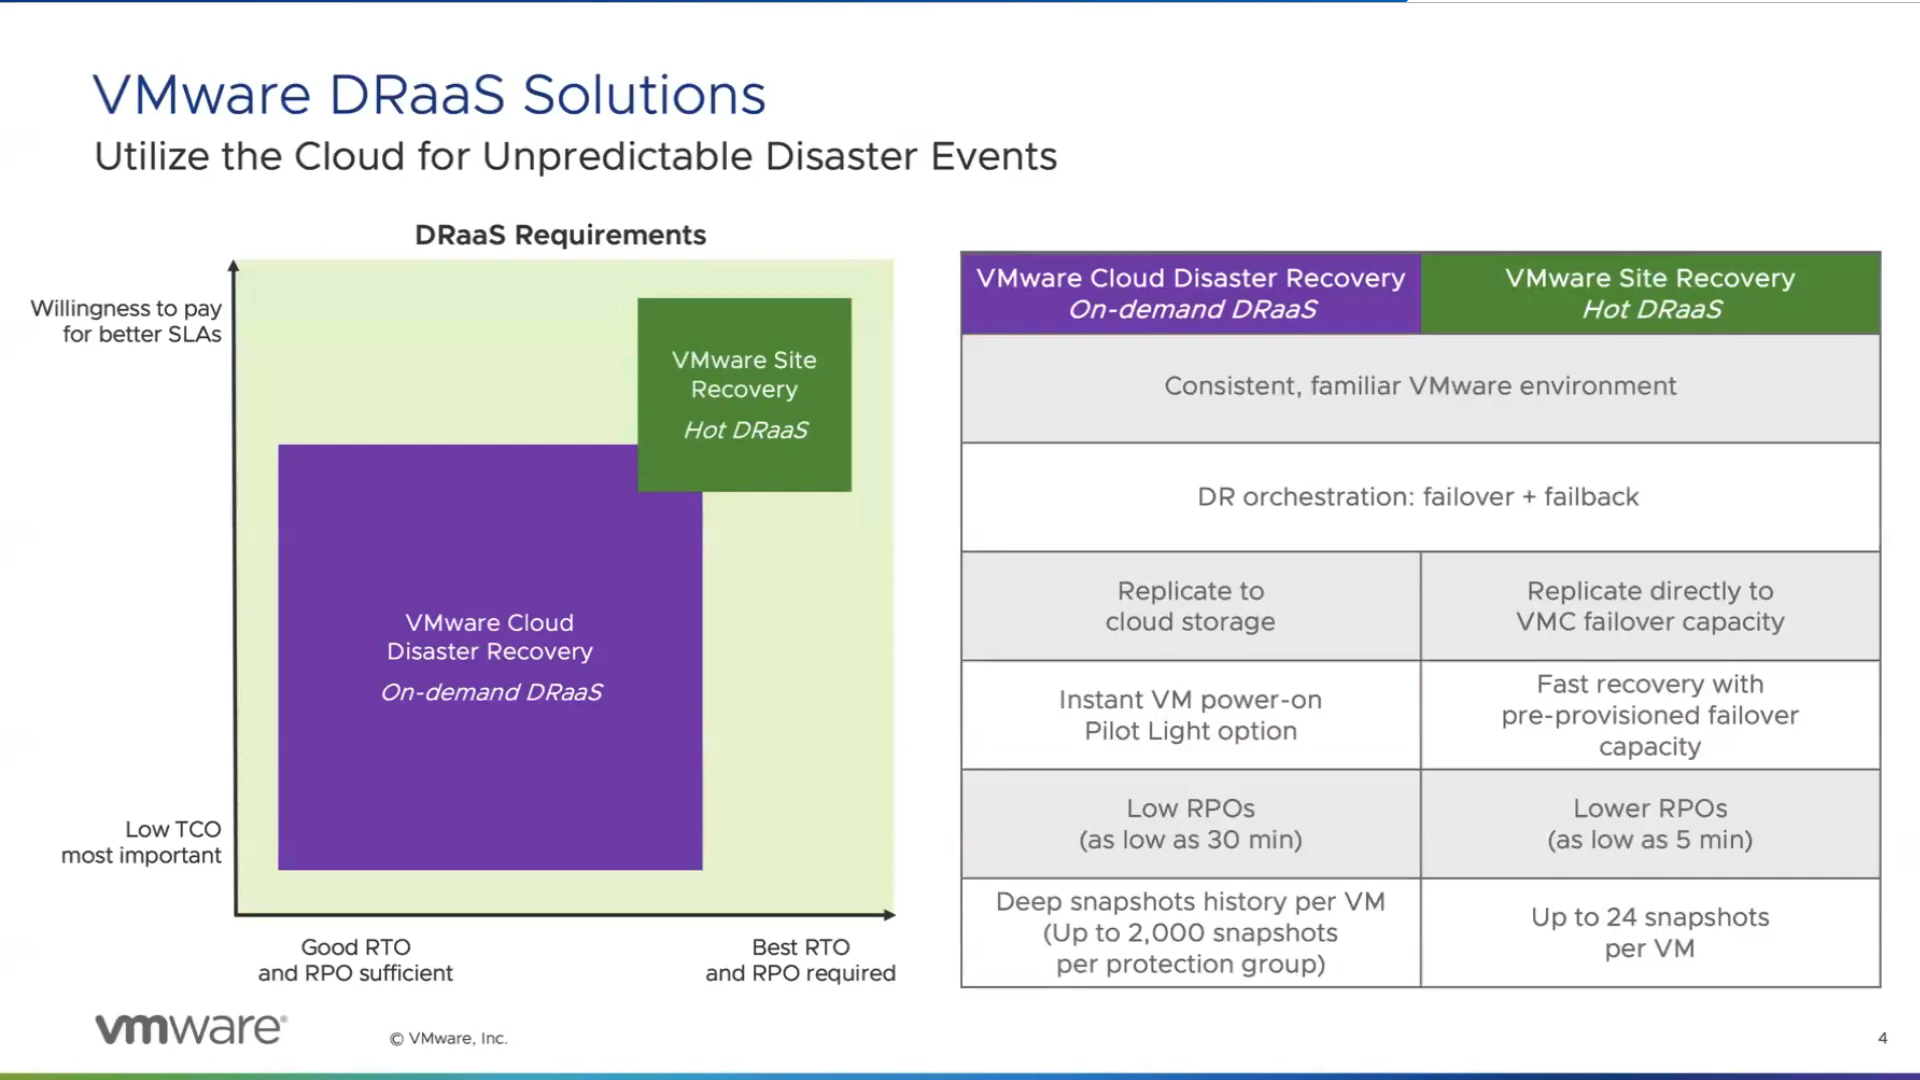 VMware DRaaS Solutions
Utilize the Cloud for Unpredictable Disaster Events
DRaaS Requirements
Willingness to pay
for better SLAs
VMware Site
Recovery
Hot DRaaS
VMware Cloud
Disaster Recovery
On-demand DRaaS
Low TCO
most important
Good RTO
and RPO sufficient
Best RTO
and RPO required
VMware Cloud Disaster Recovery
On-demand DRaaS
VMware Site Recovery
Hot DRaaS
Consistent, familiar VMware environment
DR orchestration: failover + failback
Replicate to
cloud storage
Replicate directly to
VMC failover capacity
Instant VM power-on
Pilot Light option
Fast recovery with
pre-provisioned failover
capacity
Low RPOs
(as low as 30 min)
Lower RPOs
(as low as 5 min)
Deep snapshots history per VM
(Up to 2,000 snapshots
per protection group)
Up to 24 snapshots
per VM
vmware®
© VMware, Inc.
4